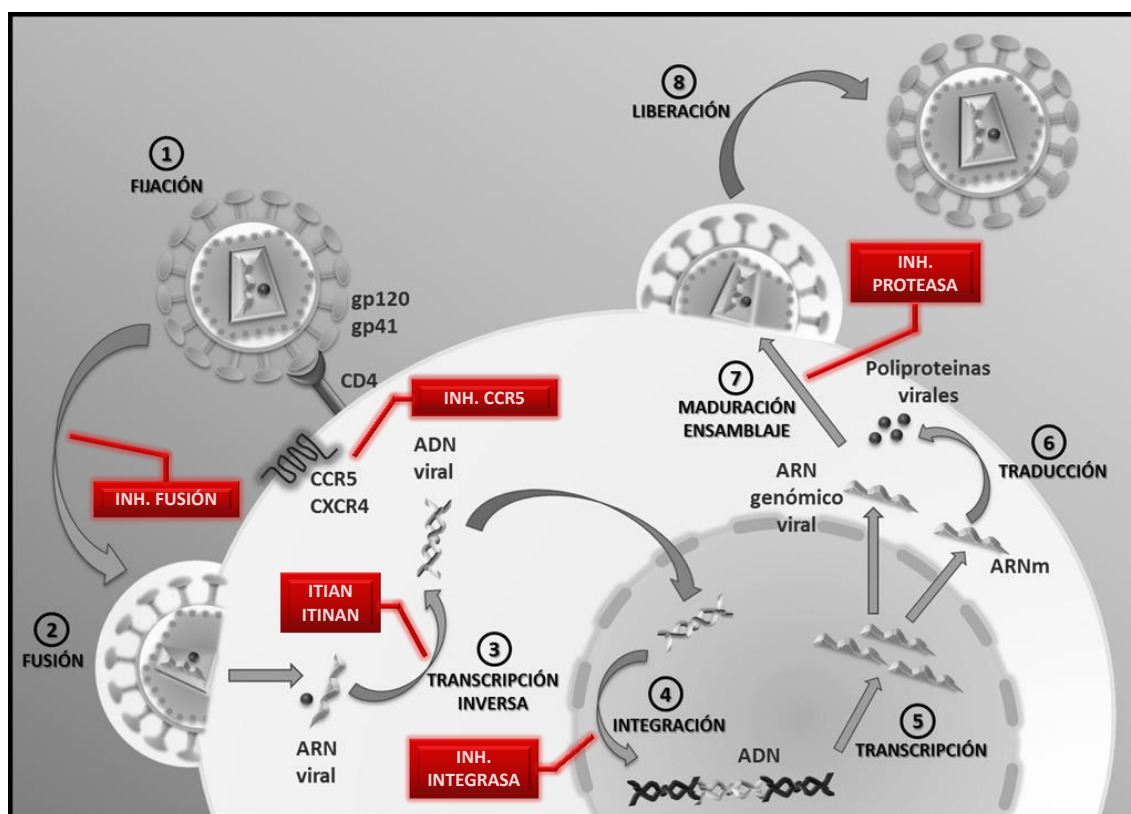 1
FIJACIÓN
gp120
gp41
CD4
INH. CCR5
CCR5
CXCR4
INH. FUSIÓN
2
FUSIÓN
ARN
viral
ITIAN
ITINAN
3
TRANSCRIPCIÓN
INVERSA
ADN
viral
4
INTEGRACIÓN
INH.
INTEGRASA
ADN
5
TRANSCRIPCIÓN
ARN
genómico
viral
ARNm
6
TRADUCCIÓN
Poliproteinas
virales
7
MADURACIÓN
ENSAMBLAJE
INH.
PROTEASA
8
LIBERACIÓN